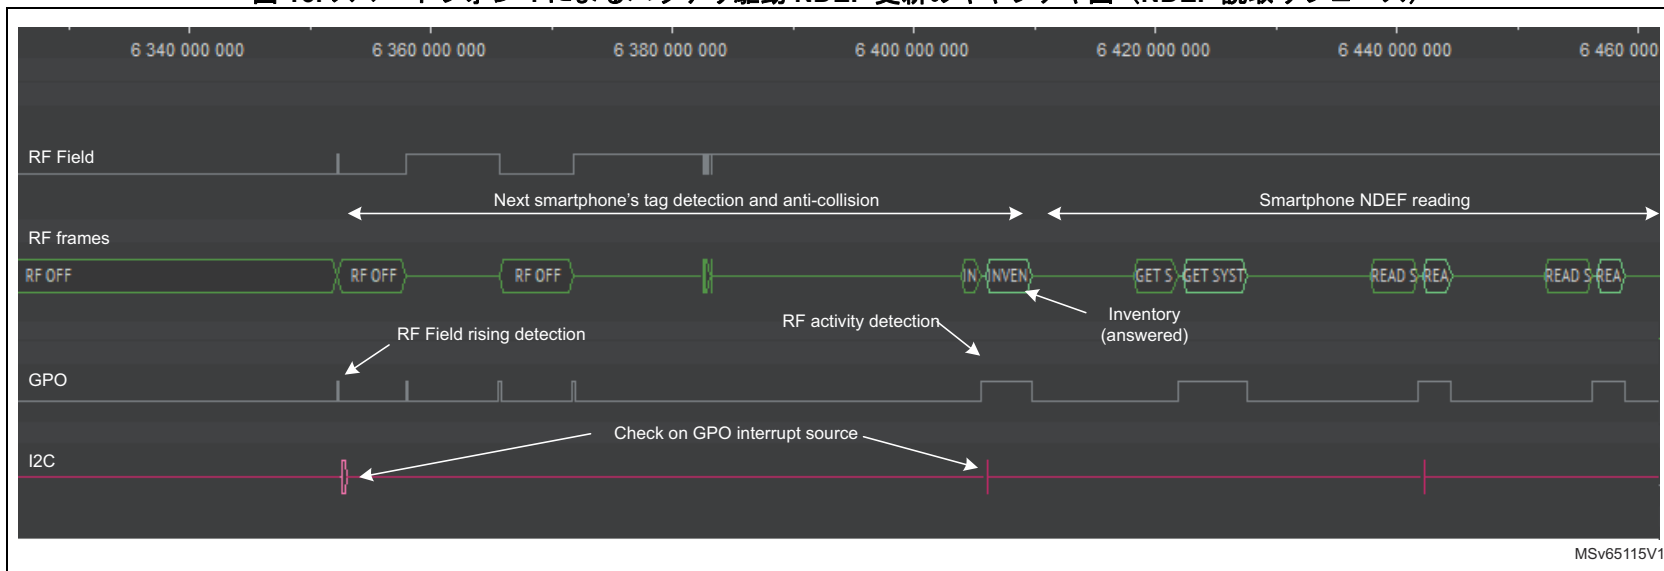 6 340 000 000 6 360 000 000 6 380 000 000 6 400 000 000 6 420 000 000 6 440 000 000 6 460 000
RF Field
Next smartphone's tag detection and anti-collision Smartphone NDEF reading
RF frames
RF OFF RF OFF RF OFF IN INVEN GET S GET SYST READ S REA READ S REA
RF activity detection Inventory
(answered)
RF Field rising detection
GPO
Check on GPO interrupt source
I2C
MSv65115V1